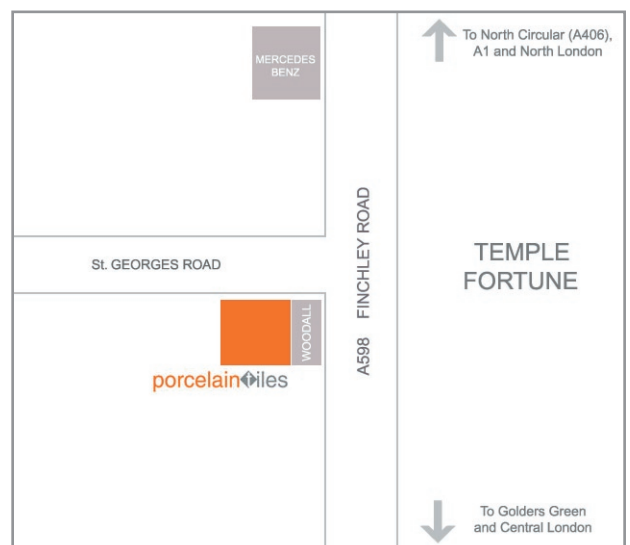 MERCEDES
BENZ
To North Circular (A406),
A1 and North London
St. GEORGES ROAD
A598 FINCHLEY ROAD
TEMPLE
FORTUNE
WOODALL
porcelaintiles
To Golders Green
and Central London